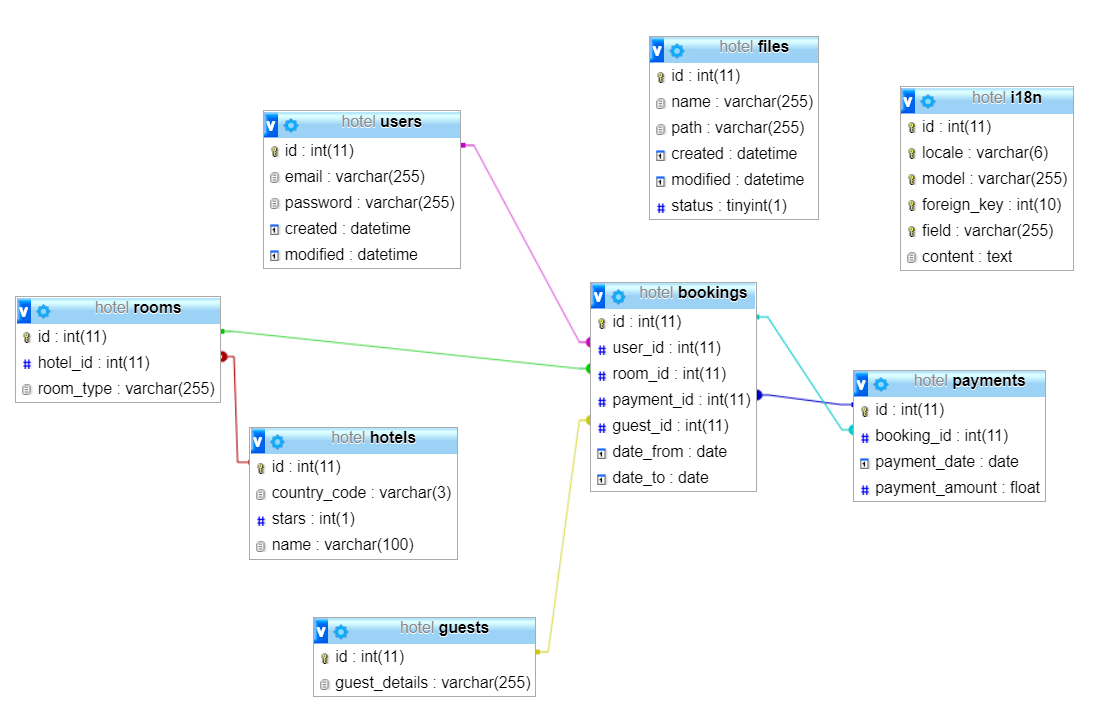 hotel files
id : int(11)
name : varchar(255)
path : varchar(255)
created : datetime
modified : datetime
status : tinyint(1)
hotel i18n
id : int(11)
locale : varchar(6)
model : varchar(255)
foreign_key : int(10)
field : varchar(255)
content : text
hotel users
id : int(11)
email : varchar(255)
password : varchar(255)
created : datetime
modified : datetime
hotel rooms
id : int(11)
hotel_id : int(11)
room_type : varchar(255)
hotel bookings
id : int(11)
user_id : int(11)
room_id : int(11)
payment_id : int(11)
guest_id : int(11)
date_from : date
date_to : date
hotel payments
id : int(11)
booking_id : int(11)
payment_date : date
payment_amount : float
hotel hotels
id : int(11)
country_code : varchar(3)
stars : int(1)
name : varchar(100)
hotel guests
id : int(11)
guest_details : varchar(255)